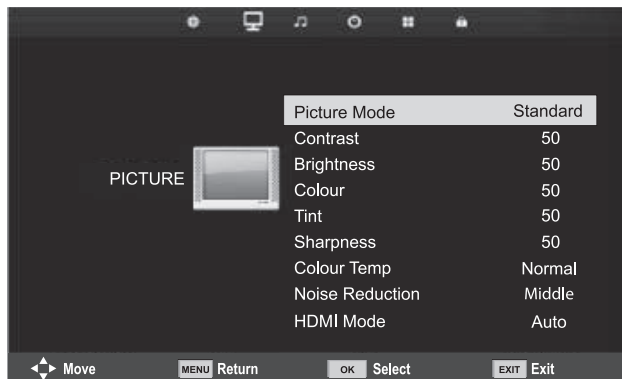 Picture Mode Standard
Contrast 50
Brightness 50
PICTURE
Colour 50
Tint 50
Sharpness 50
Colour Temp Normal
Noise Reduction Middle
HDMI Mode Auto
Move MENU Return OK Select EXIT Exit